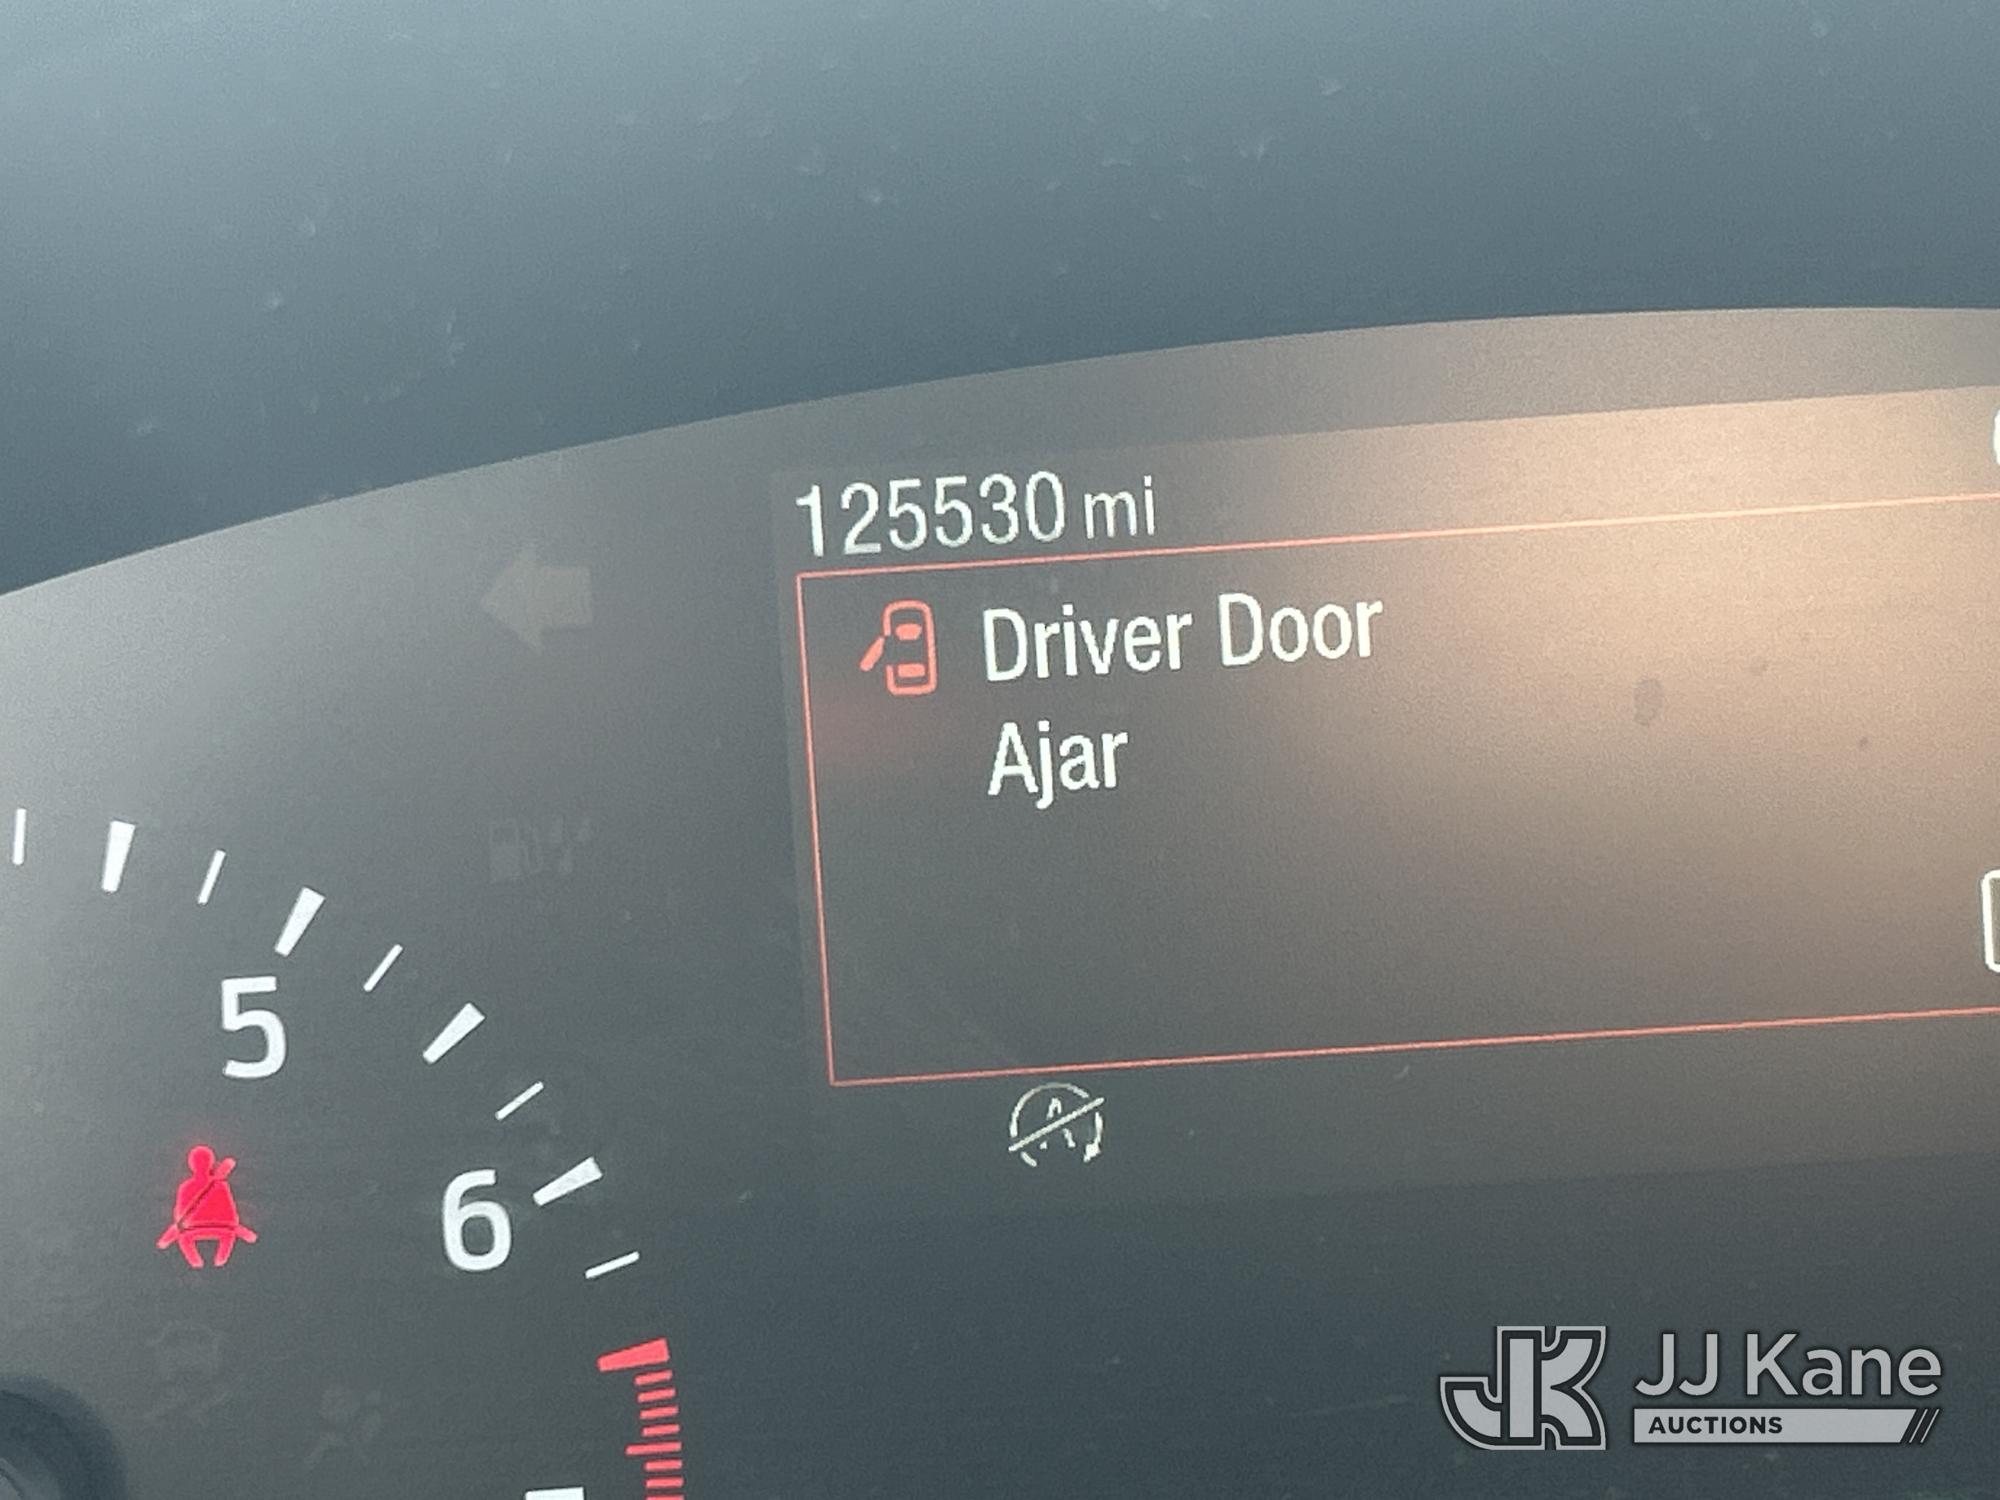 125530 mi
Driver Door
Ajar
5
6
A
JJ Kane
AUCTIONS